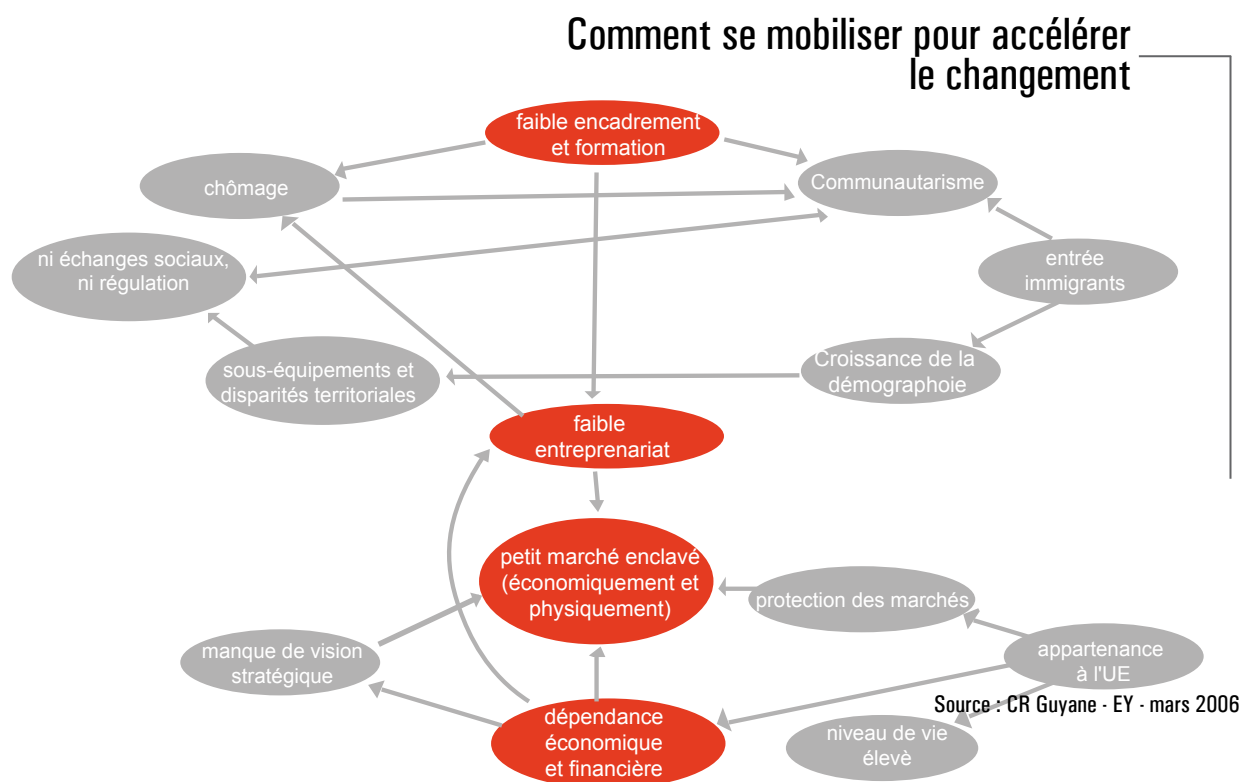 Comment se mobiliser pour accélérer
le changement
faible encadrement
et formation
chômage
Communautarisme
ni échanges sociaux,
ni régulation
entrée
immigrants
sous-équipements et
disparités territoriales
Croissance de la
démographoie
faible
entreprenariat
petit marché enclavé
(économiquement et
physiquement)
protection des marchés
manque de vision
stratégique
appartenance
à l'UE
Source : CR Guyane - EY - mars 2006
dépendance
économique
et financière
niveau de vie
élevè